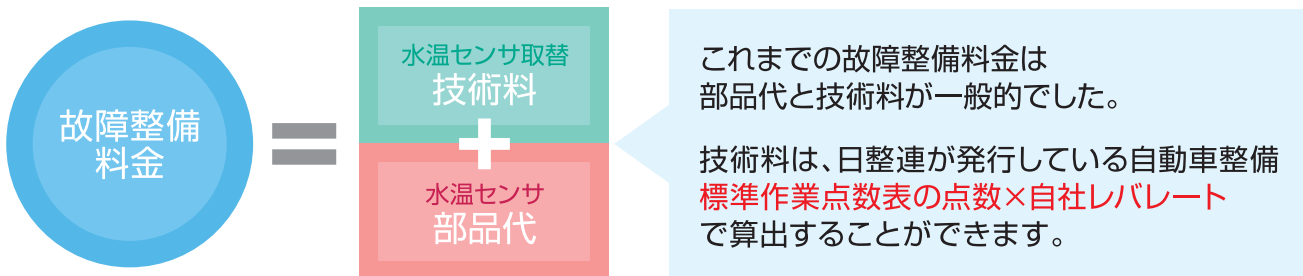 故障整備
料金
=
水温センサ取替
技術料
+
水温センサ
部品代
これまでの故障整備料金は
部品代と技術料が一般的でした。
技術料は、日整連が発行している自動車整備
標準作業点数表の点数×自社レバレート
で算出することができます。